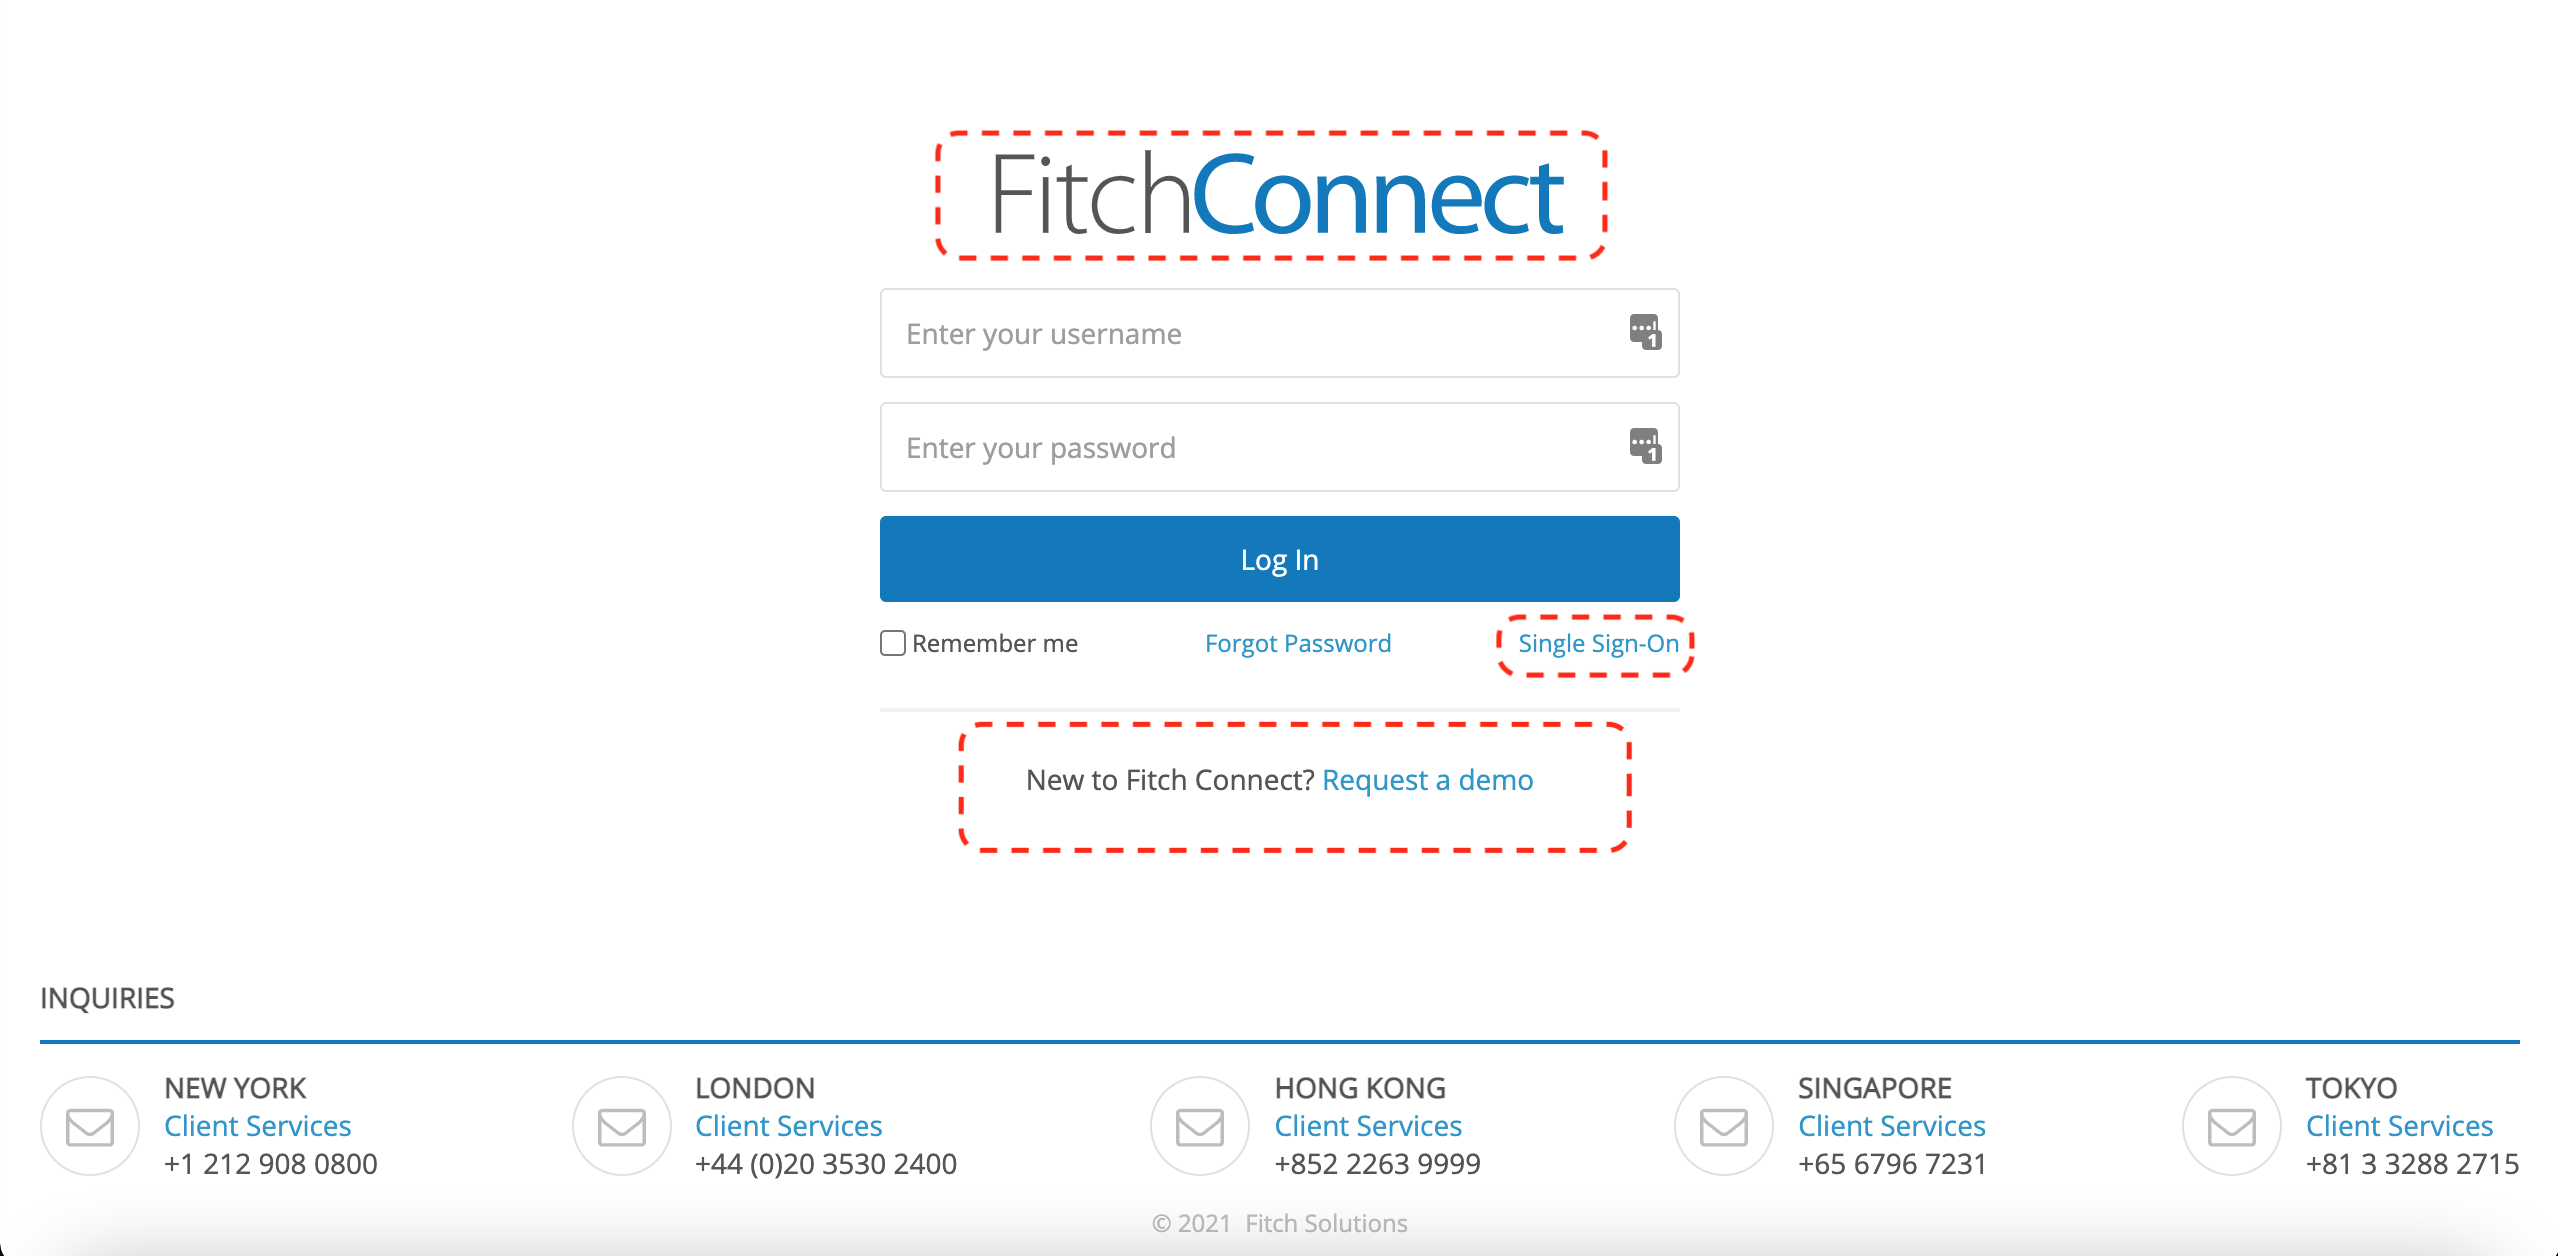 FitchConnect
Enter your username
Enter your password
Log In
Remember me Forgot Password Single Sign-On
New to Fitch Connect? Request a demo
INQUIRIES
NEW YORK
Client Services
+1 212 908 0800
LONDON
Client Services
+44 (0)20 3530 2400
HONG KONG
Client Services
+852 2263 9999
SINGAPORE
Client Services
+65 6796 7231
TOKYO
Client Services
+81 3 3288 2715
© 2021 Fitch Solutions